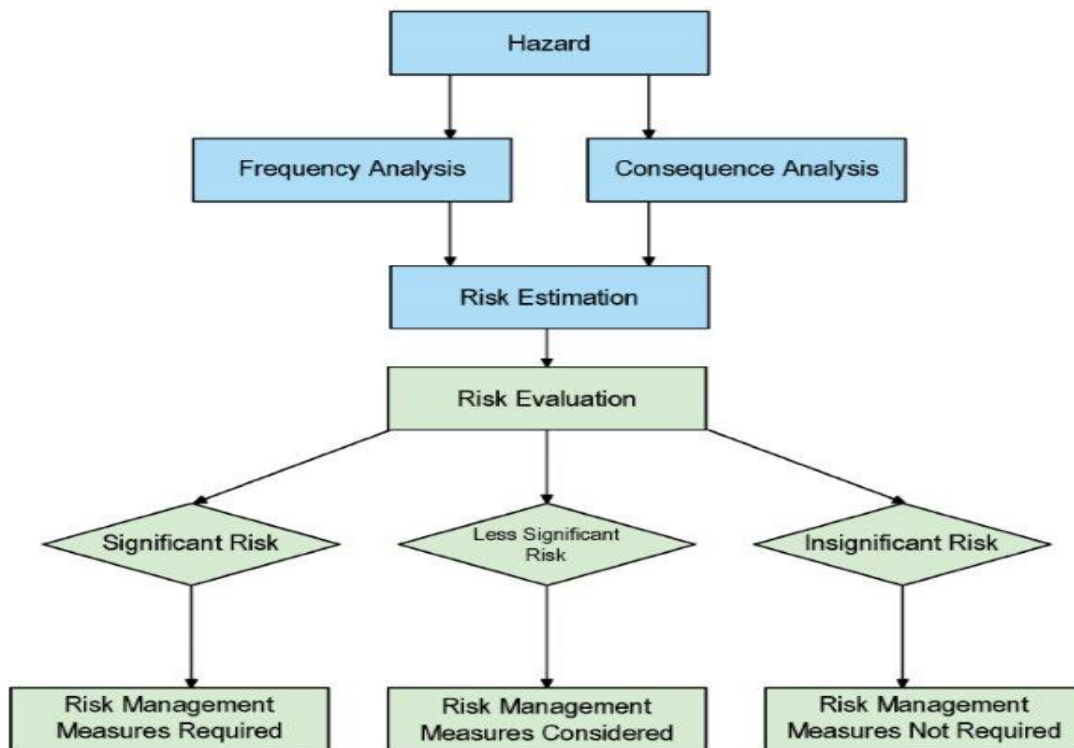 Hazard
Frequency Analysis
Consequence Analysis
Risk Estimation
Risk Evaluation
Significant Risk
Less Significant
Risk
Insignificant Risk
Risk Management
Measures Required
Risk Management
Measures Considered
Risk Management
Measures Not Required